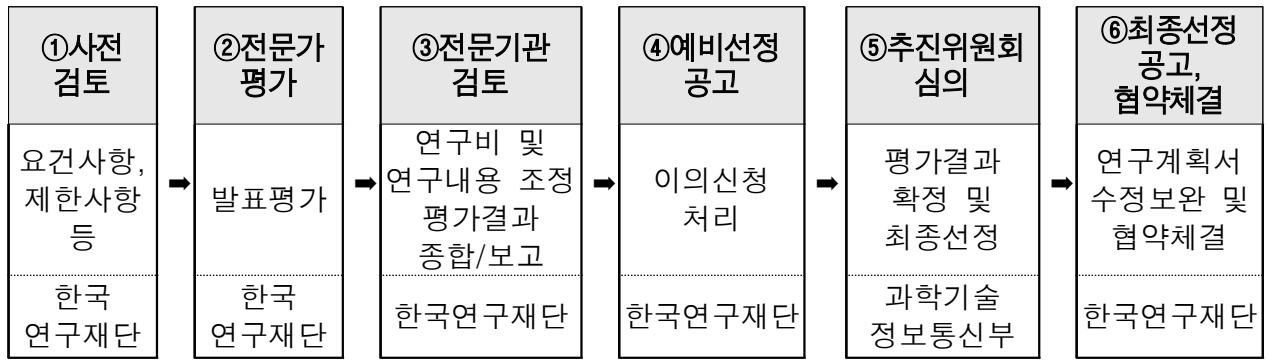 ①사전
검토
요건사항,
제한사항
등
한국
연구재단
➡
②전문가
평가
발표평가
한국
연구재단
➡
③전문기관
검토
연구비 및
연구내용 조정
평가결과
종합/보고
한국연구재단
➡
④예비선정
공고
이의신청
처리
한국연구재단
➡
⑤추진위원회
심의
평가결과
확정 및
최종선정
과학기술
정보통신부
➡
⑥최종선정
공고,
협약체결
연구계획서
수정보완 및
협약체결
한국연구재단